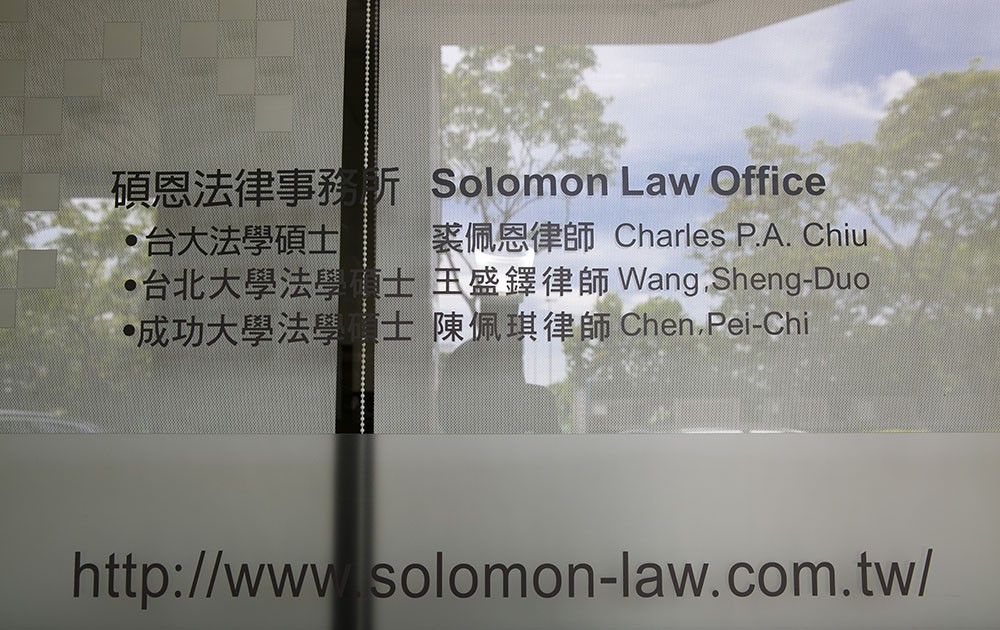 碩恩法律事務所 Solomon Law Office
•台大法學碩士 裘佩恩律師 Charles P.A. Chiu
•台北大學法學碩士 王盛鐸律師 Wang,Sheng-Duo
•成功大學法學碩士 陳佩琪律師 Chen,Pei-Chi
http://www.solomon-law.com.tw/